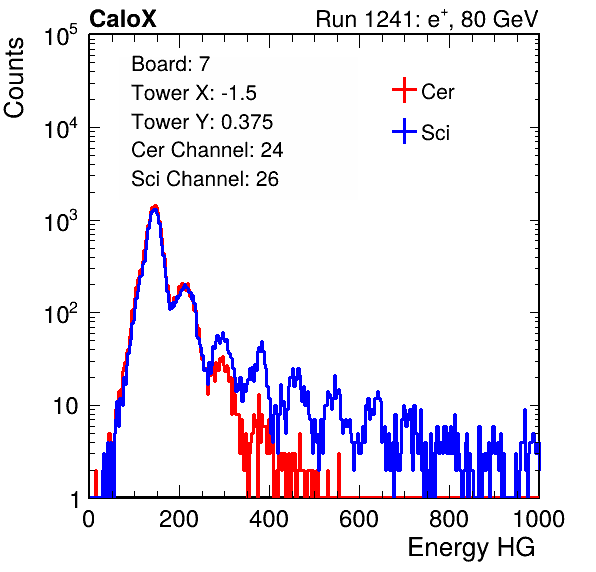 CaloX Run 1241: e⁺, 80 GeV
Counts
10⁵
10⁴
10³
10²
10
1
Board: 7
Tower X: -1.5
Tower Y: 0.375
Cer Channel: 24
Sci Channel: 26
Cer
Sci
0 200 400 600 800 1000
Energy HG